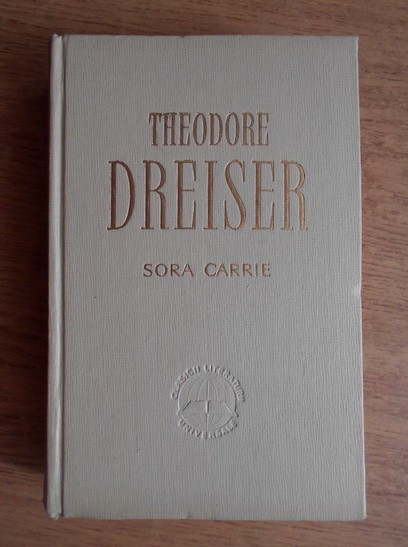 THEODORE
DREISER
SORA CARRIE
CLASICII LITERATURII
UNIVERSALE